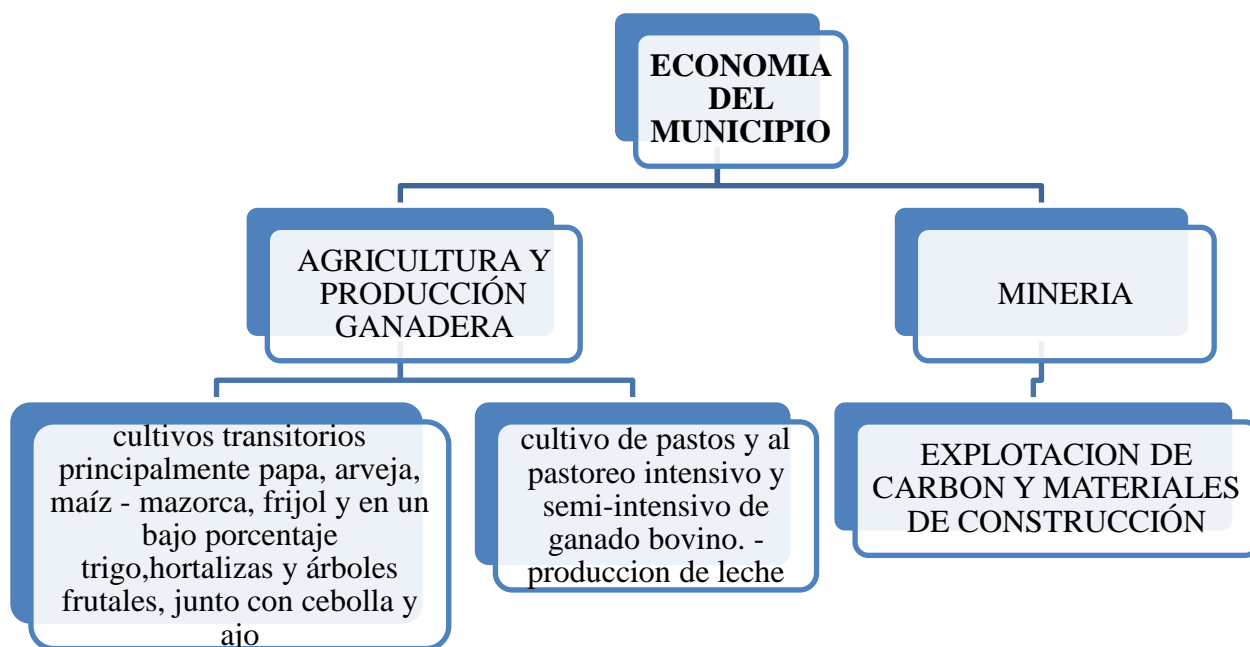 ECONOMIA
DEL
MUNICIPIO
AGRICULTURA Y
PRODUCCIÓN
GANADERA
MINERIA
cultivos transitorios
principalmente papa, arveja,
maíz - mazorca, frijol y en un
bajo porcentaje
trigo,hortalizas y árboles
frutales, junto con cebolla y
ajo
cultivo de pastos y al
pastoreo intensivo y
semi-intensivo de
ganado bovino. -
produccion de leche
EXPLOTACION DE
CARBON Y MATERIALES
DE CONSTRUCCIÓN